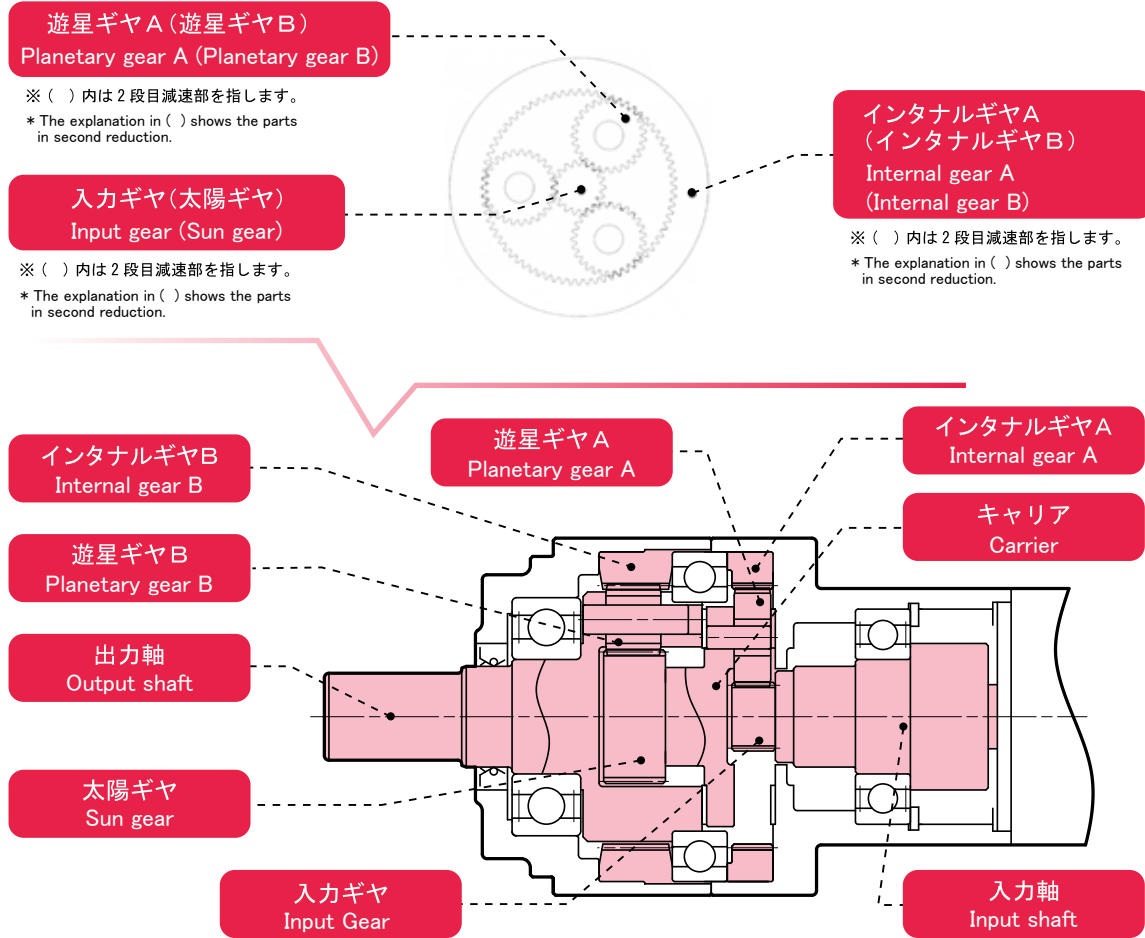 遊星ギヤA(遊星ギヤB)
Planetary gear A (Planetary gear B)
※( )内は2段目減速部を指します。
* The explanation in ( ) shows the parts
in second reduction.
インタナルギヤA
(インタナルギヤB)
Internal gear A
(Internal gear B)
※( )内は2段目減速部を指します。
* The explanation in ( ) shows the parts
in second reduction.
入力ギヤ(太陽ギヤ)
Input gear (Sun gear)
※( )内は2段目減速部を指します。
* The explanation in ( ) shows the parts
in second reduction.
インタナルギヤB
Internal gear B
遊星ギヤA
Planetary gear A
インタナルギヤA
Internal gear A
キャリア
Carrier
遊星ギヤB
Planetary gear B
出力軸
Output shaft
太陽ギヤ
Sun gear
入力ギヤ
Input Gear
入力軸
Input shaft